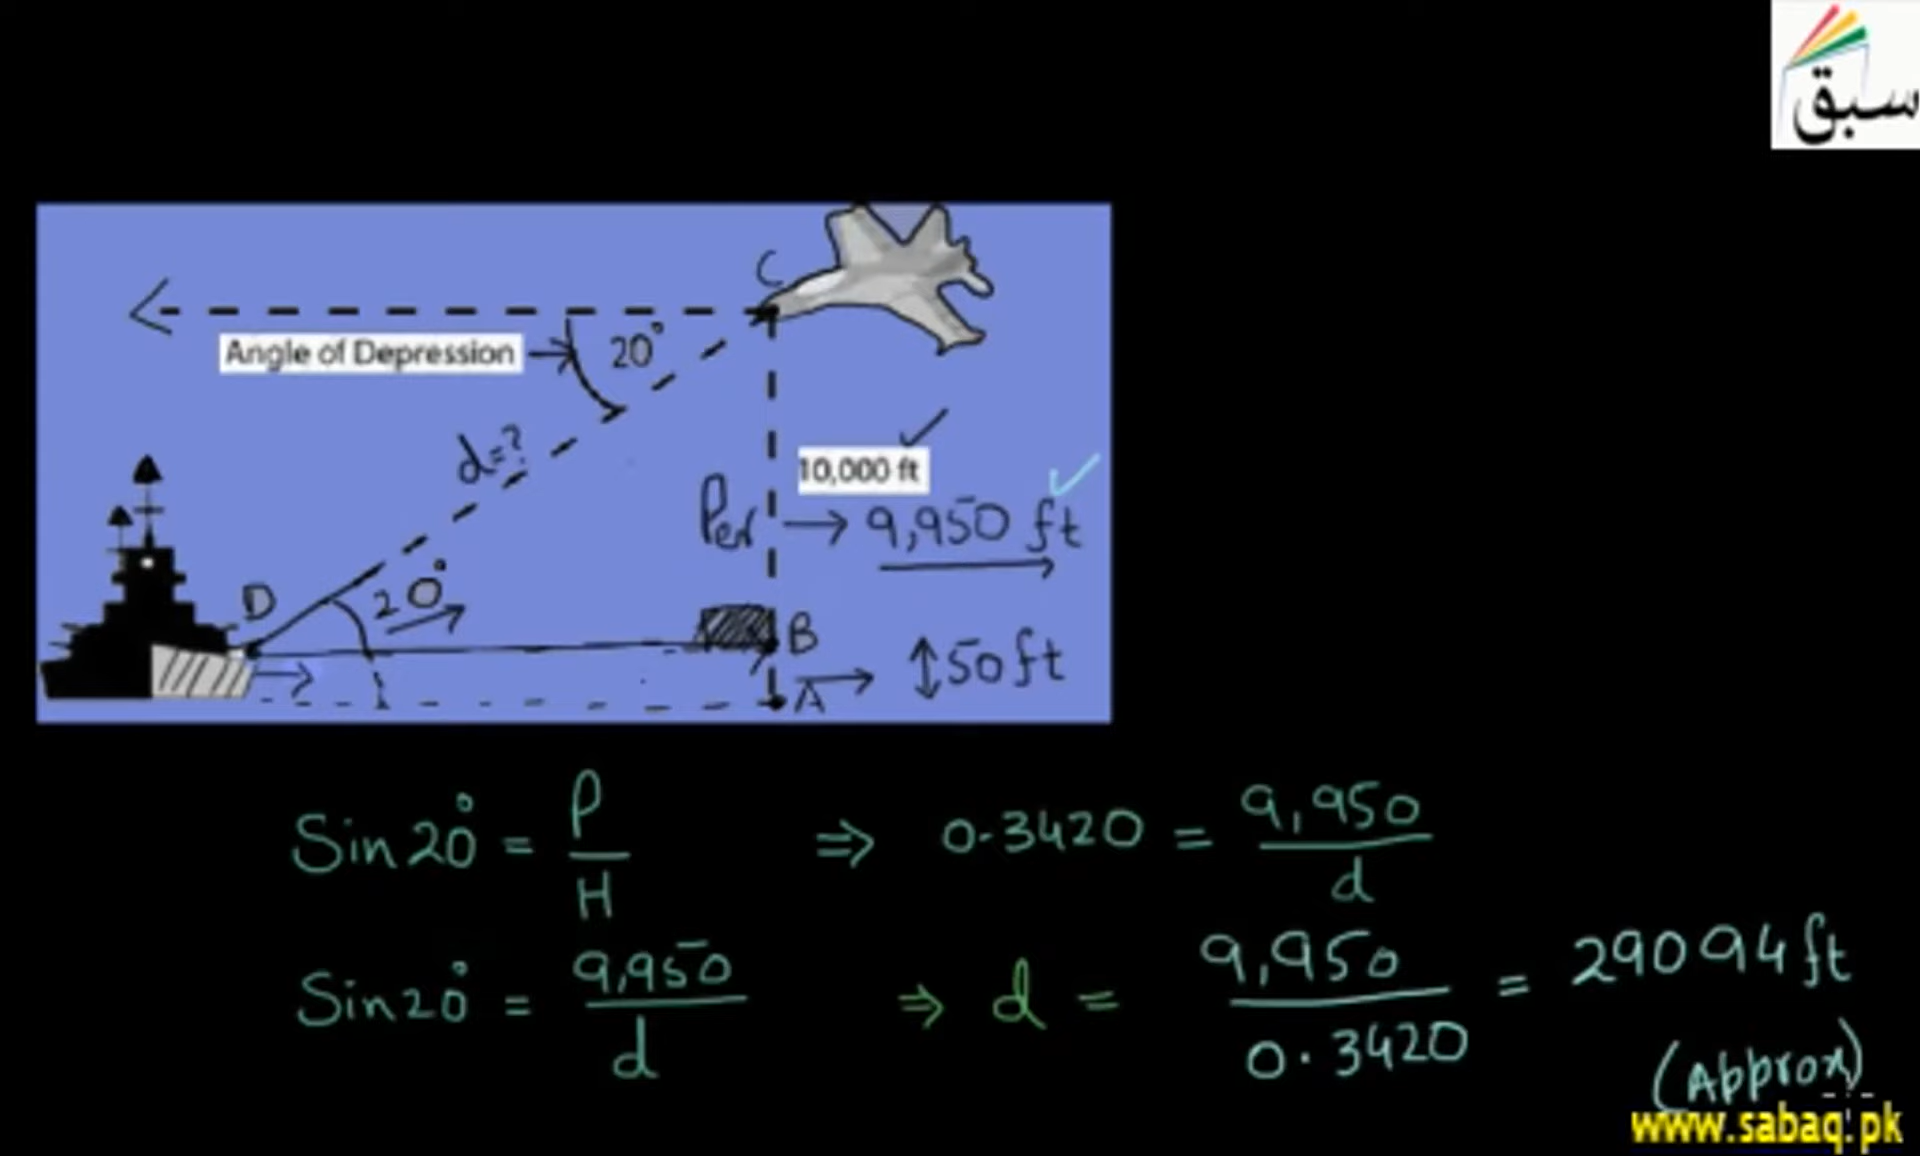 سبق
C
20°
Angle of Depression
d=?
10,000 ft
Per → 9,950 ft
D
20°
B
A → ↕50 ft
Sin 20° = P/H ⇒ 0.3420 = 9,950/d
Sin 20° = 9,950/d ⇒ d = 9,950/0.3420 = 29094 ft
(Approx)
www.sabaq.pk